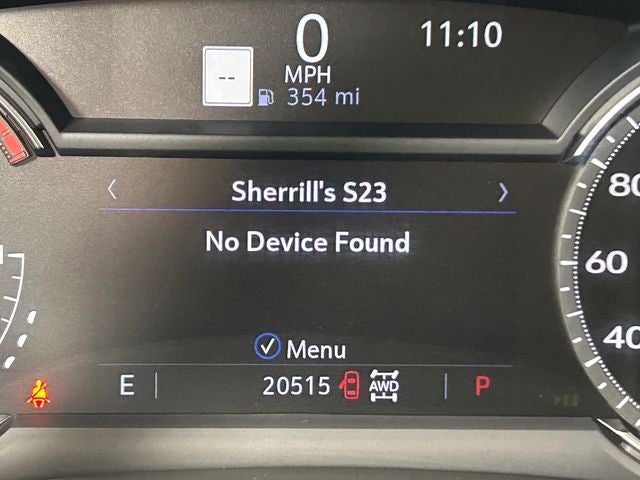 0
11:10
--
MPH
354 mi
Sherrill's S23
No Device Found
80
60
40
Menu
E
20515
AWD
P